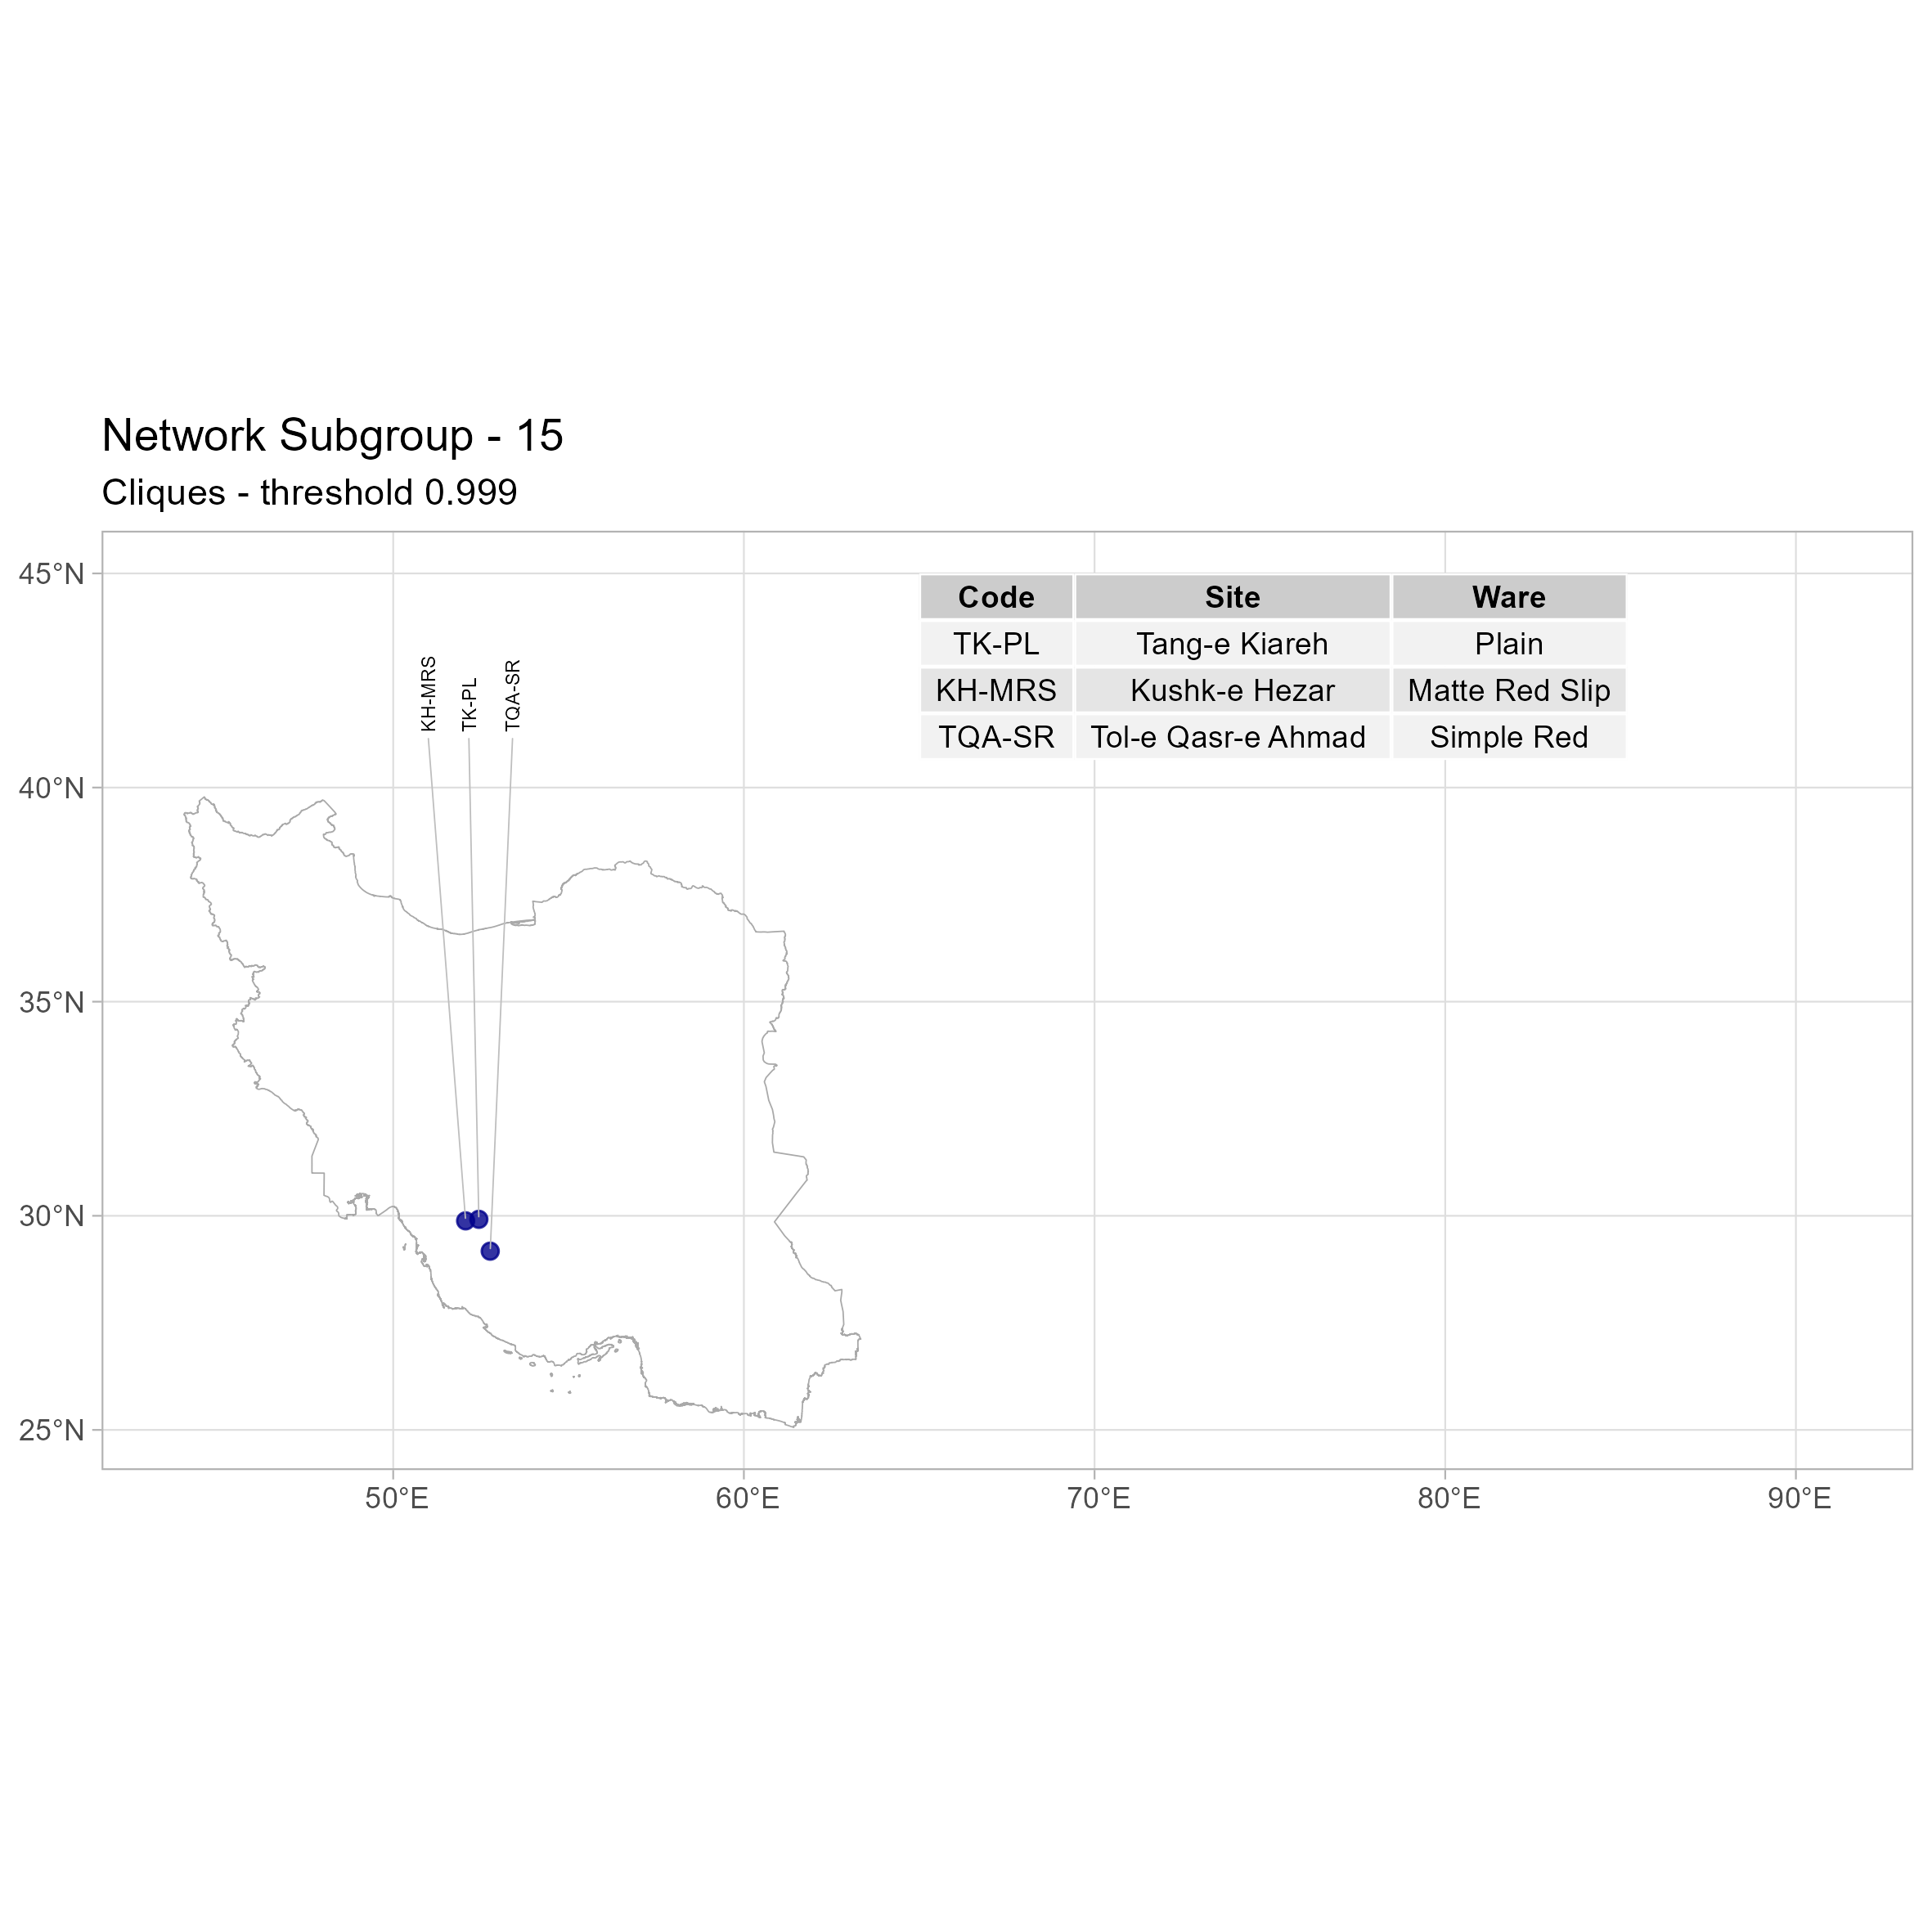 Network Subgroup - 15
Cliques - threshold 0.999
45°N
40°N
35°N
30°N
25°N
KH-MRS
TK-PL
TQA-SR
Code Site Ware
TK-PL Tang-e Kiareh Plain
KH-MRS Kushk-e Hezar Matte Red Slip
TQA-SR Tol-e Qasr-e Ahmad Simple Red
50°E 60°E 70°E 80°E 90°E